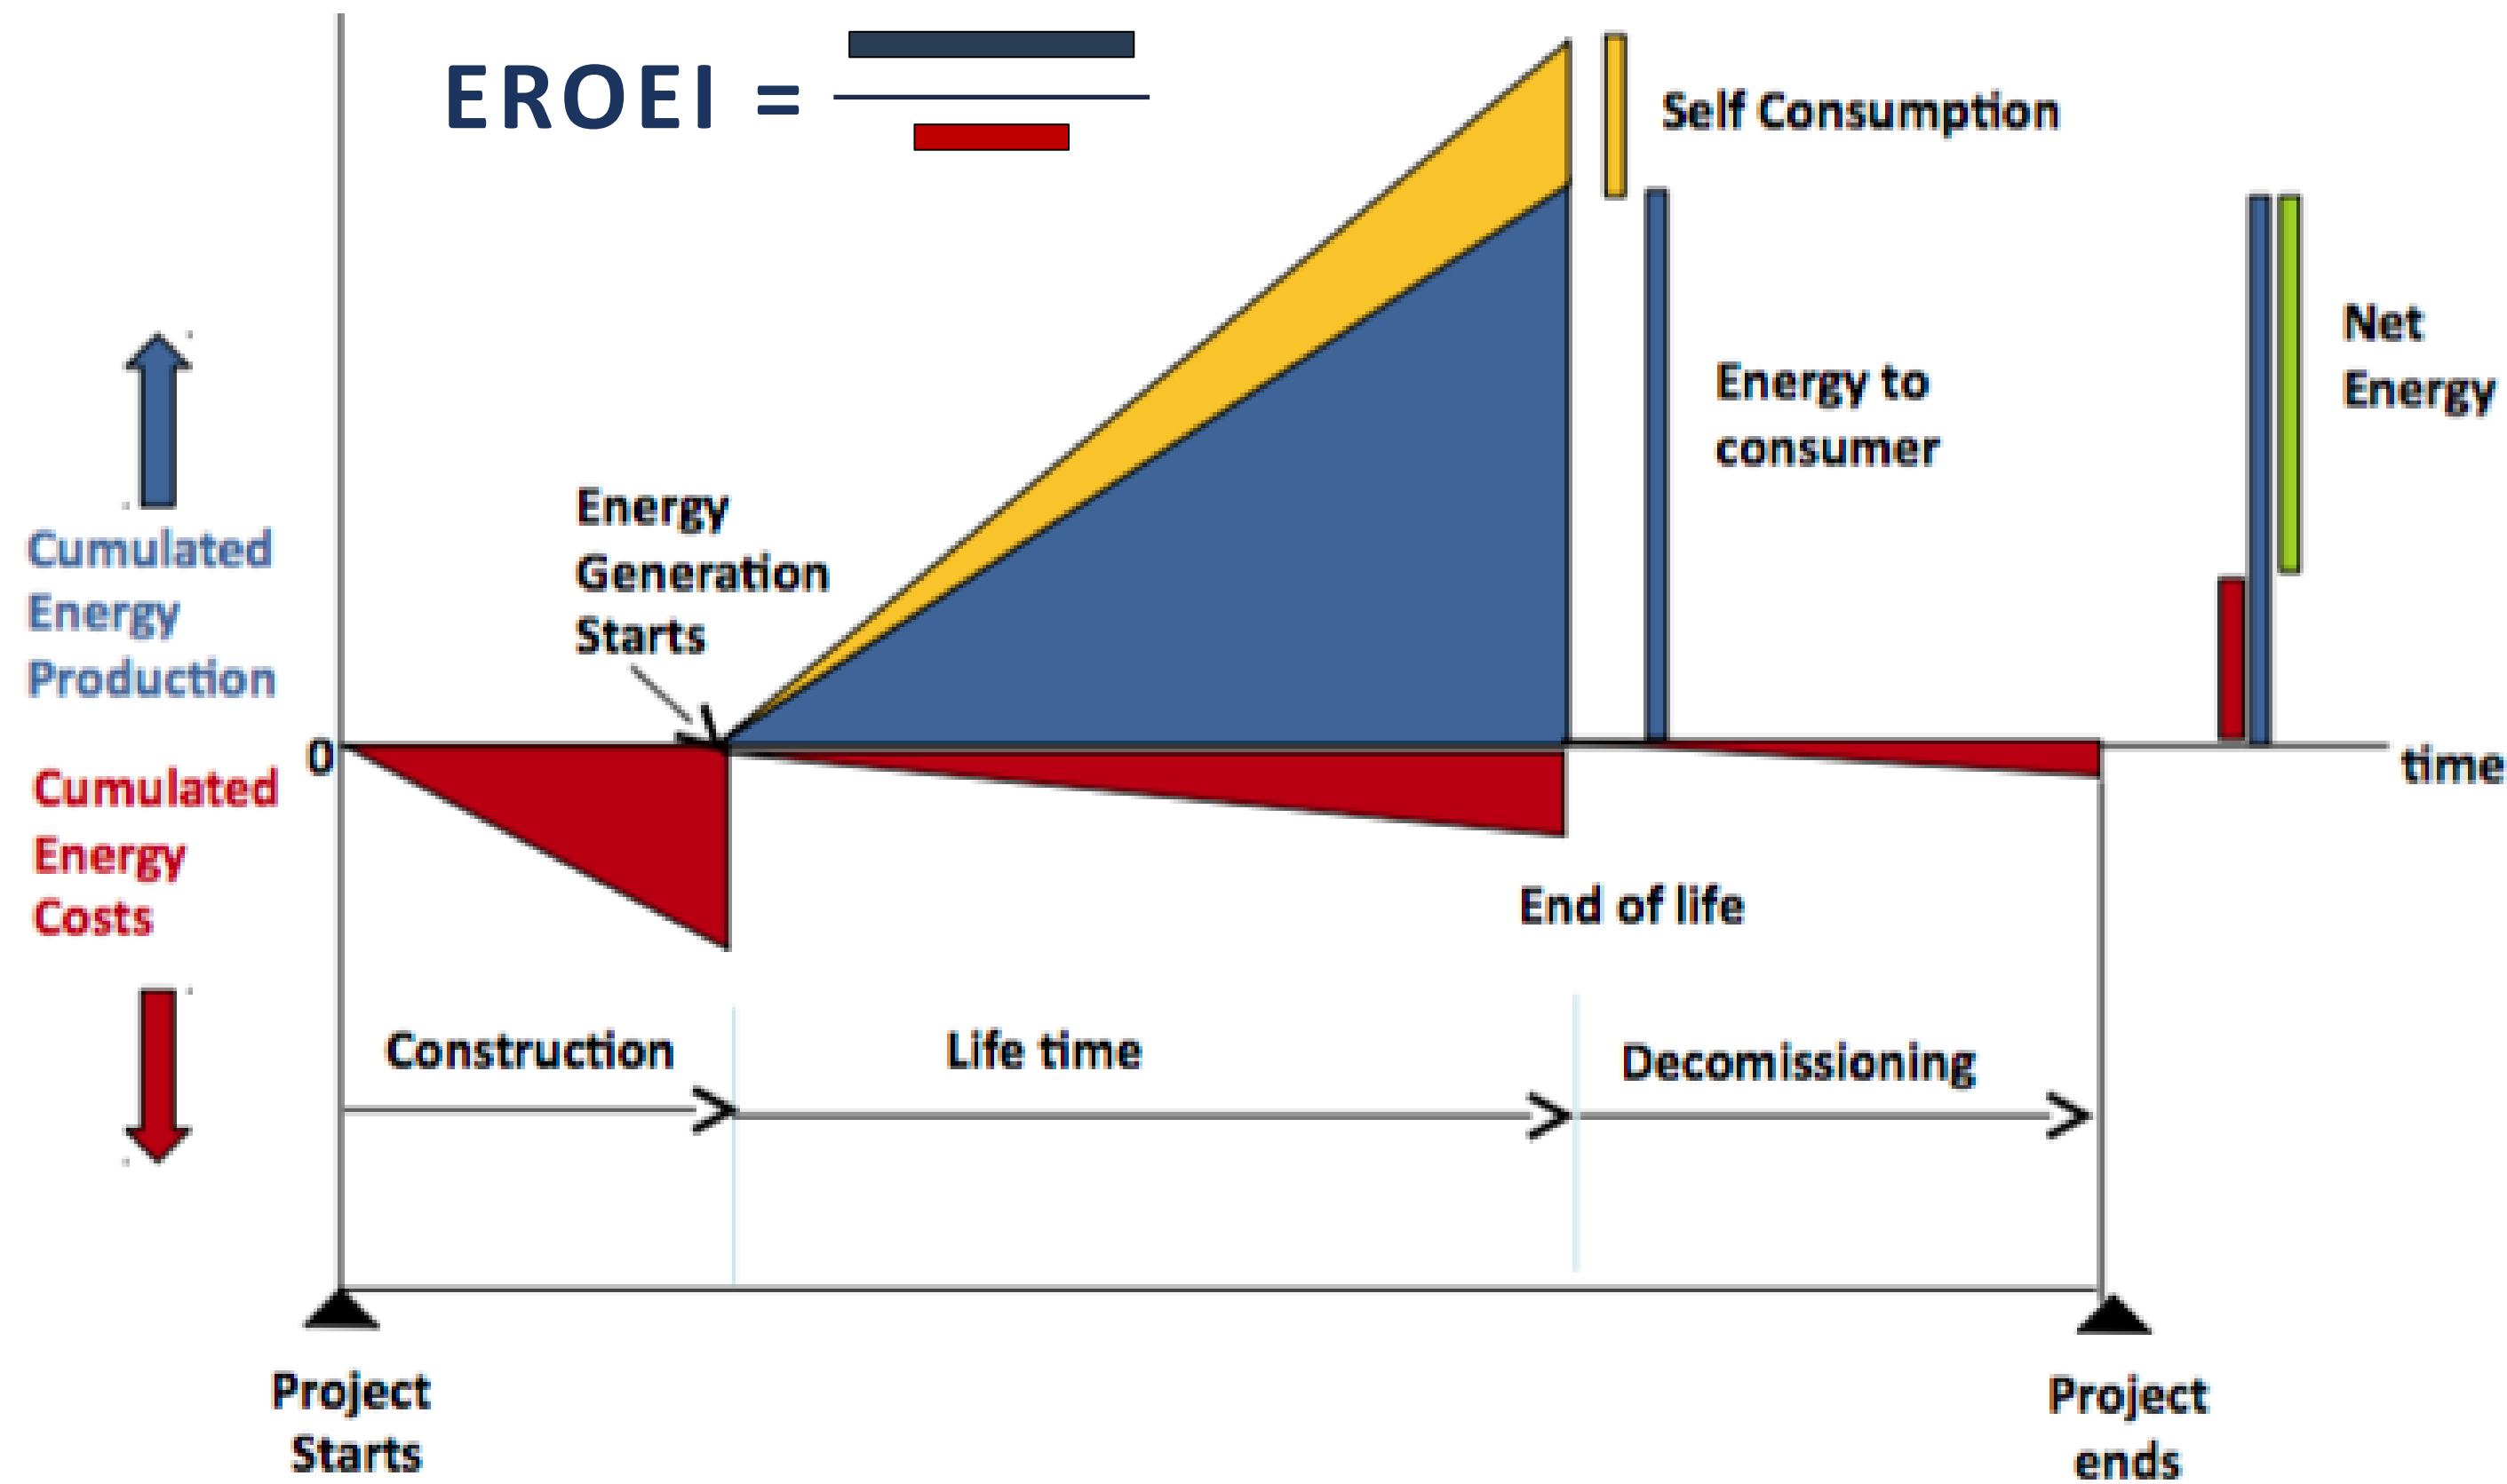 EROEI =
Self Consumption
Net
Energy
Energy to
consumer
Energy
Generation
Starts
Cumulated
Energy
Production
0
time
Cumulated
Energy
Costs
End of life
Construction
Life time
Decomissioning
Project
Starts
Project
ends